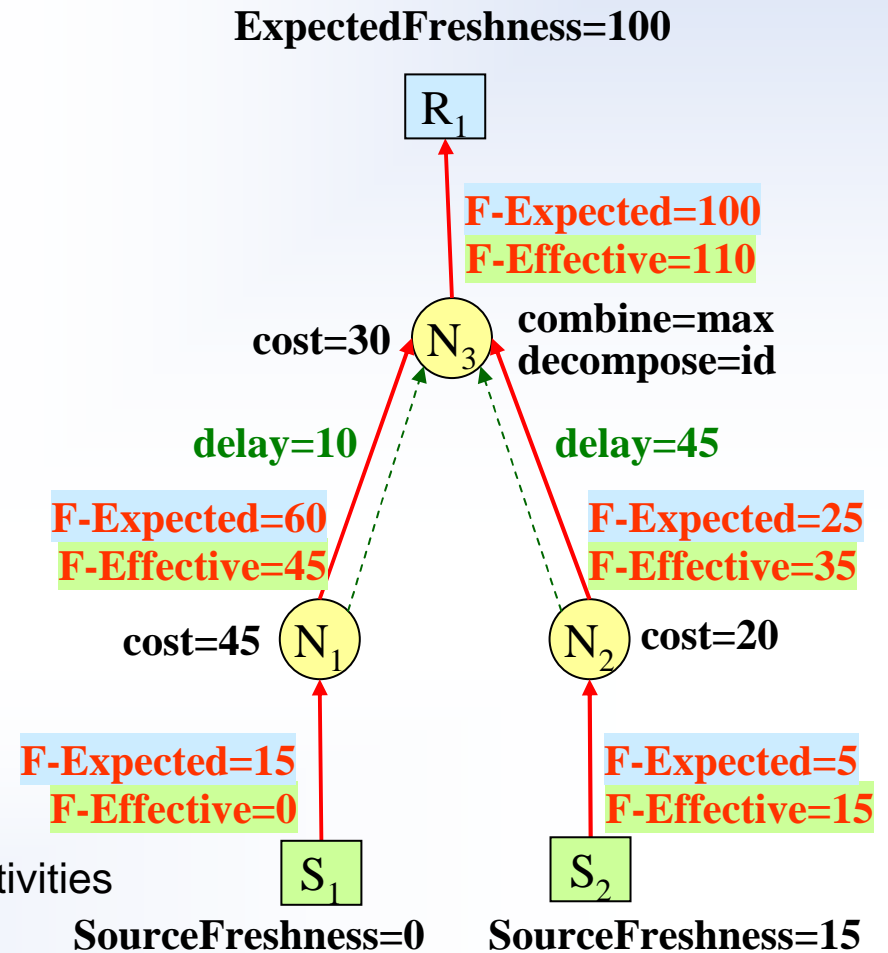 ExpectedFreshness=100
R₁
F-Expected=100
F-Effective=110
cost=30
N₃
combine=max
decompose=id
delay=10
delay=45
F-Expected=60
F-Effective=45
F-Expected=25
F-Effective=35
cost=45
N₁
N₂
cost=20
F-Expected=15
F-Effective=0
F-Expected=5
F-Effective=15
tivities
S₁
S₂
SourceFreshness=0
SourceFreshness=15